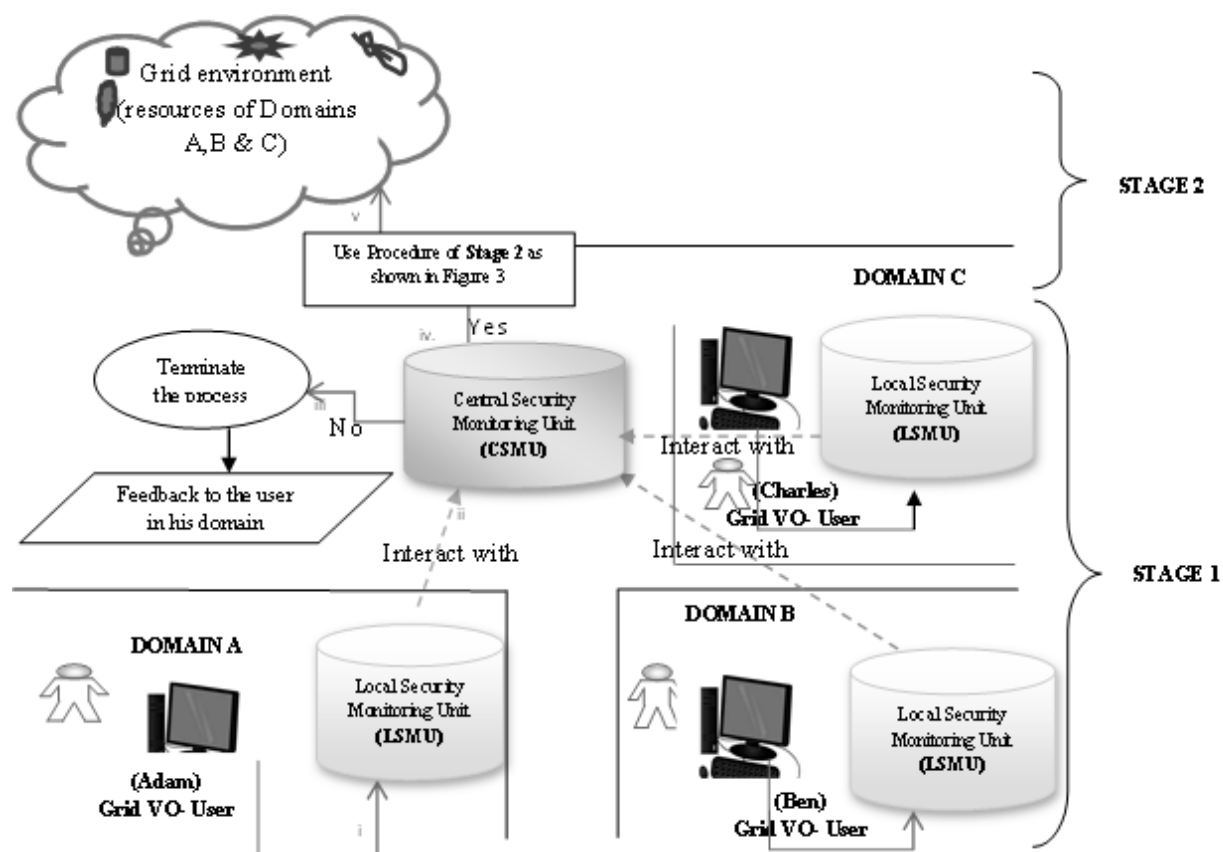 Grid environment
(resources of Domains
A,B & C)
STAGE 2
v
Use Procedure of Stage 2 as
shown in Figure 3
DOMAIN C
iv.
Yes
Terminate
the process
iii
No
Central Security
Monitoring Unit
(CSMU)
Local Security
Monitoring Unit
(LSMU)
Interact with
(Charles)
Grid VO- User
Feedback to the user
in his domain
ii
Interact with
Interact with
STAGE 1
DOMAIN A
Local Security
Monitoring Unit
(LSMU)
(Adam)
Grid VO- User
i
DOMAIN B
Local Security
Monitoring Unit
(LSMU)
(Ben)
Grid VO- User